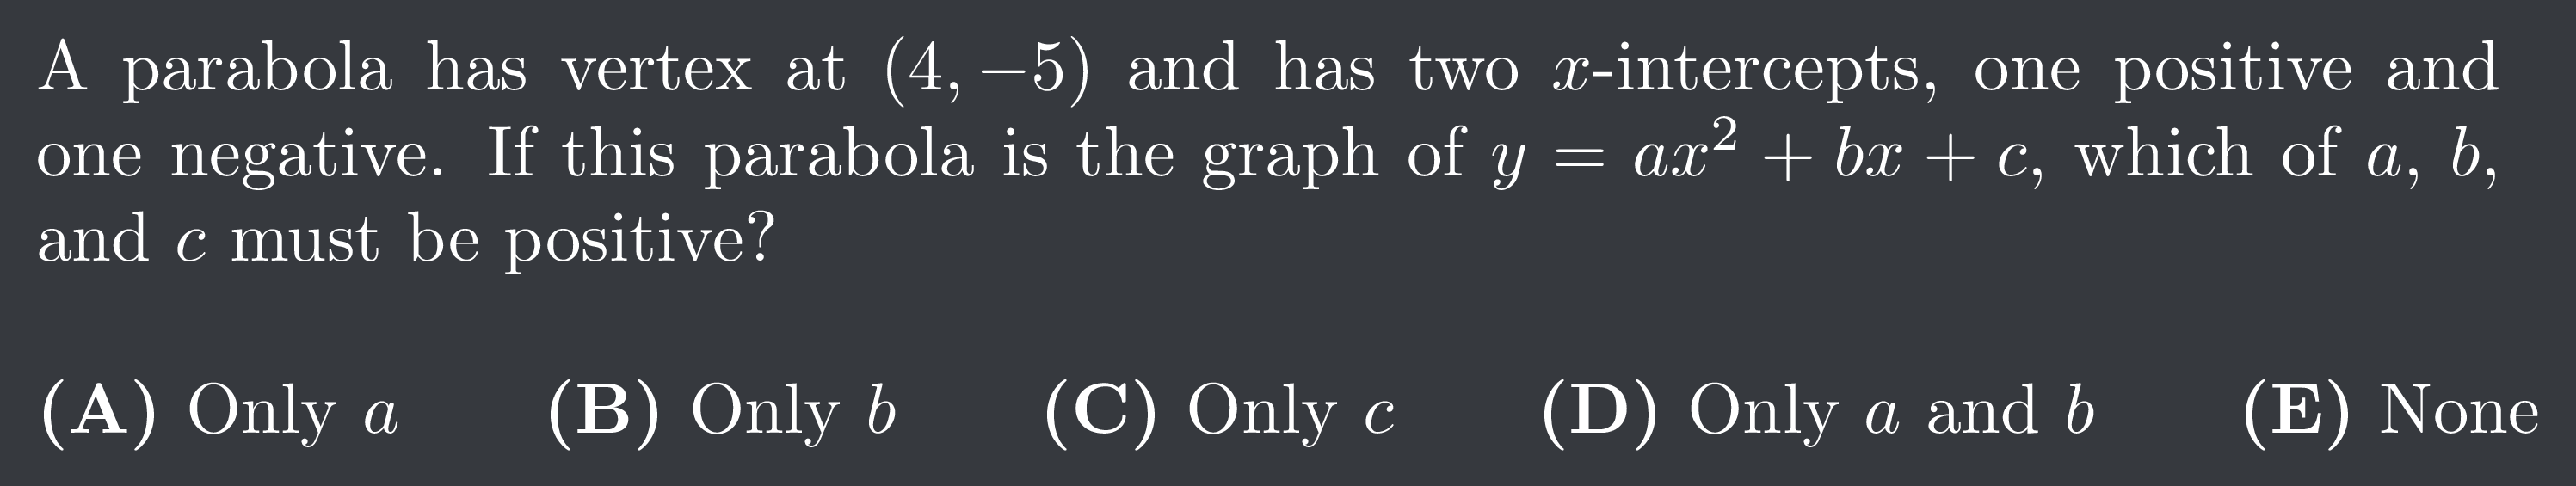 A parabola has vertex at (4, −5) and has two x-intercepts, one positive and
one negative. If this parabola is the graph of y = ax² + bx + c, which of a, b,
and c must be positive?
(A) Only a (B) Only b (C) Only c (D) Only a and b (E) None